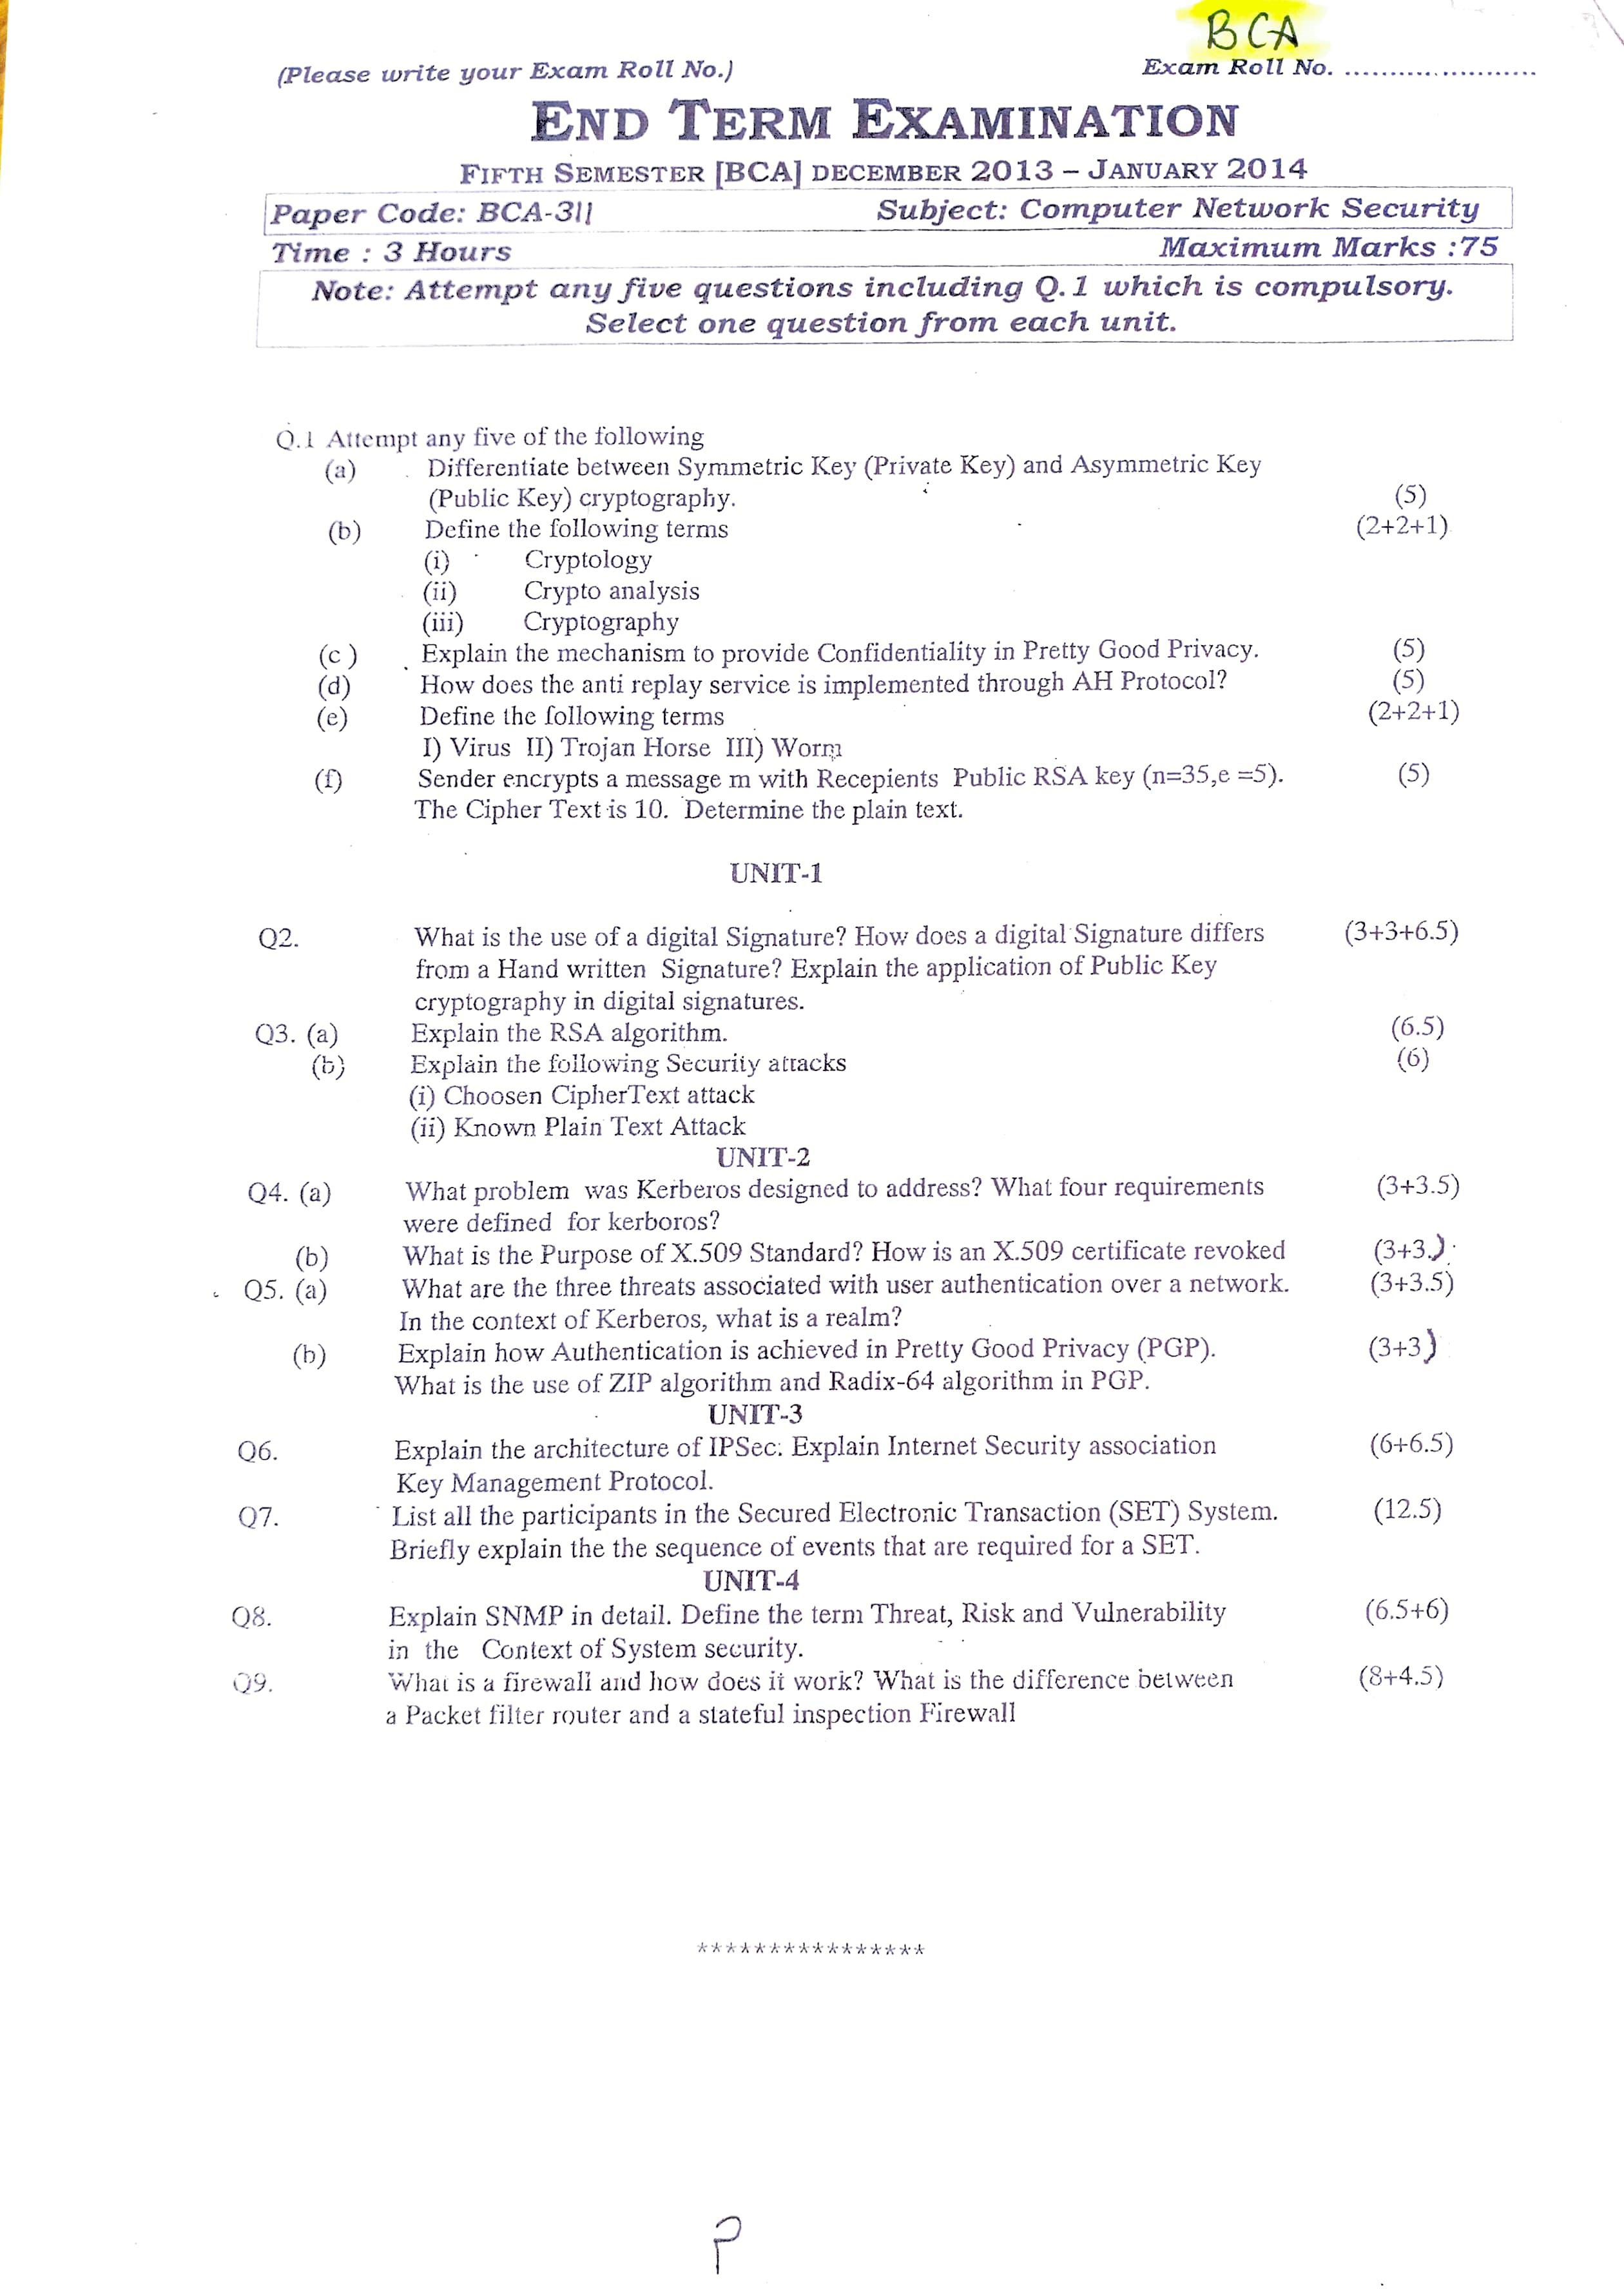 BCA
(Please write your Exam Roll No.) Exam Roll No. ......................
END TERM EXAMINATION
FIFTH SEMESTER [BCA] DECEMBER 2013 – JANUARY 2014
Paper Code: BCA-311 Subject: Computer Network Security
Time : 3 Hours Maximum Marks :75
Note: Attempt any five questions including Q.1 which is compulsory.
Select one question from each unit.
Q.1 Attempt any five of the following
(a) Differentiate between Symmetric Key (Private Key) and Asymmetric Key
(Public Key) cryptography. (5)
(b) Define the following terms (2+2+1)
(i) Cryptology
(ii) Crypto analysis
(iii) Cryptography
(c ) Explain the mechanism to provide Confidentiality in Pretty Good Privacy. (5)
(d) How does the anti replay service is implemented through AH Protocol? (5)
(e) Define the following terms (2+2+1)
I) Virus II) Trojan Horse III) Worm
(f) Sender encrypts a message m with Recepients Public RSA key (n=35,e =5). (5)
The Cipher Text is 10. Determine the plain text.
UNIT-1
Q2. What is the use of a digital Signature? How does a digital Signature differs (3+3+6.5)
from a Hand written Signature? Explain the application of Public Key
cryptography in digital signatures.
Q3. (a) Explain the RSA algorithm. (6.5)
(b) Explain the following Security attacks (6)
(i) Choosen CipherText attack
(ii) Known Plain Text Attack
UNIT-2
Q4. (a) What problem was Kerberos designed to address? What four requirements (3+3.5)
were defined for kerboros?
(b) What is the Purpose of X.509 Standard? How is an X.509 certificate revoked (3+3.)
Q5. (a) What are the three threats associated with user authentication over a network. (3+3.5)
In the context of Kerberos, what is a realm?
(b) Explain how Authentication is achieved in Pretty Good Privacy (PGP). (3+3)
What is the use of ZIP algorithm and Radix-64 algorithm in PGP.
UNIT-3
Q6. Explain the architecture of IPSec. Explain Internet Security association (6+6.5)
Key Management Protocol.
Q7. List all the participants in the Secured Electronic Transaction (SET) System. (12.5)
Briefly explain the the sequence of events that are required for a SET.
UNIT-4
Q8. Explain SNMP in detail. Define the term Threat, Risk and Vulnerability (6.5+6)
in the Context of System security.
Q9. What is a firewall and how does it work? What is the difference between (8+4.5)
a Packet filter router and a stateful inspection Firewall
****************
P